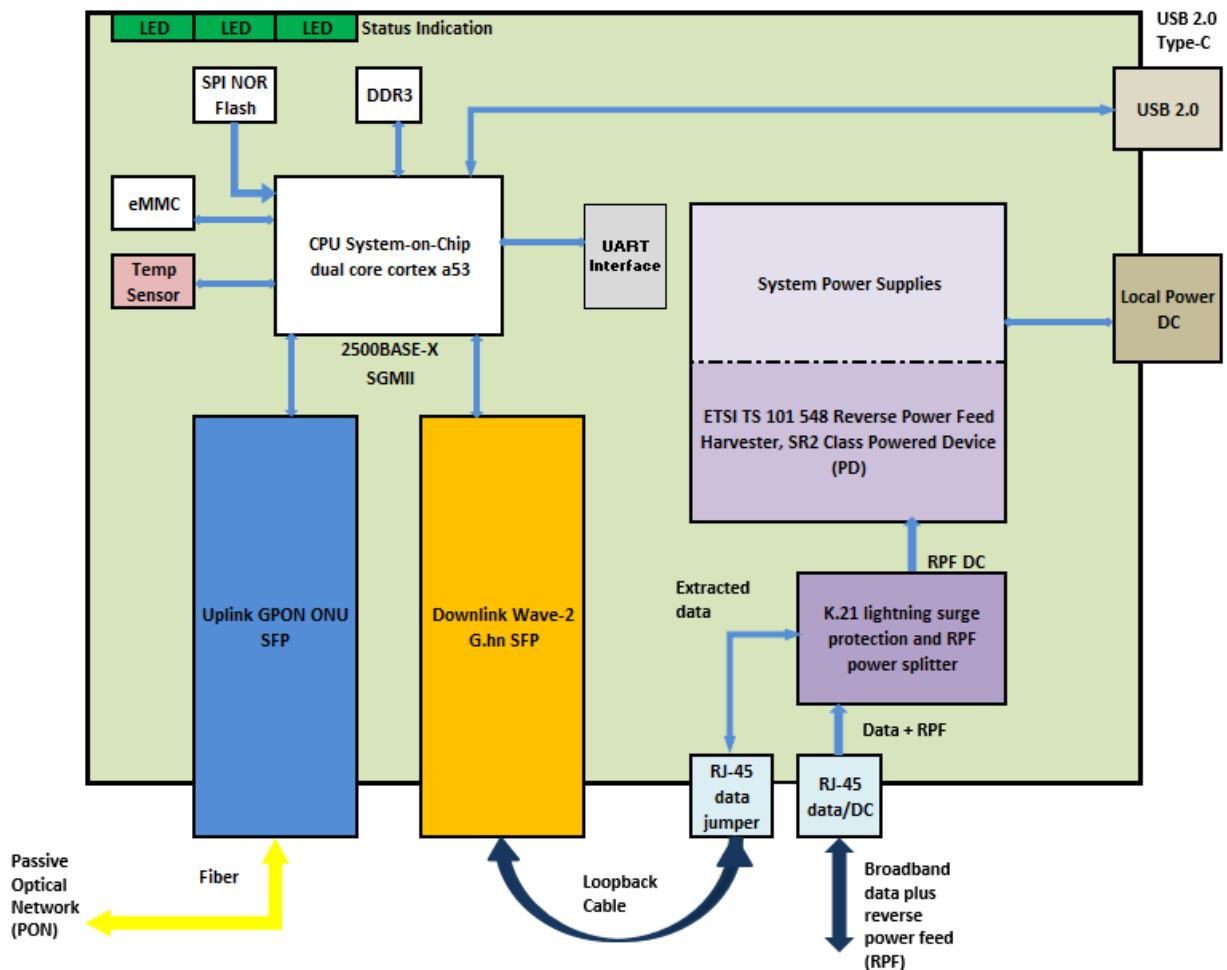 LED
LED
LED
Status Indication
USB 2.0
Type-C
SPI NOR
Flash
DDR3
USB 2.0
eMMC
CPU System-on-Chip
dual core cortex a53
UART
Interface
Temp
Sensor
System Power Supplies
Local Power
DC
2500BASE-X
SGMII
ETSI TS 101 548 Reverse Power Feed
Harvester, SR2 Class Powered Device
(PD)
RPF DC
Extracted
data
Uplink GPON ONU
SFP
Downlink Wave-2
G.hn SFP
K.21 lightning surge
protection and RPF
power splitter
Data + RPF
RJ-45
data
jumper
RJ-45
data/DC
Passive
Optical
Network
(PON)
Fiber
Loopback
Cable
Broadband
data plus
reverse
power feed
(RPF)